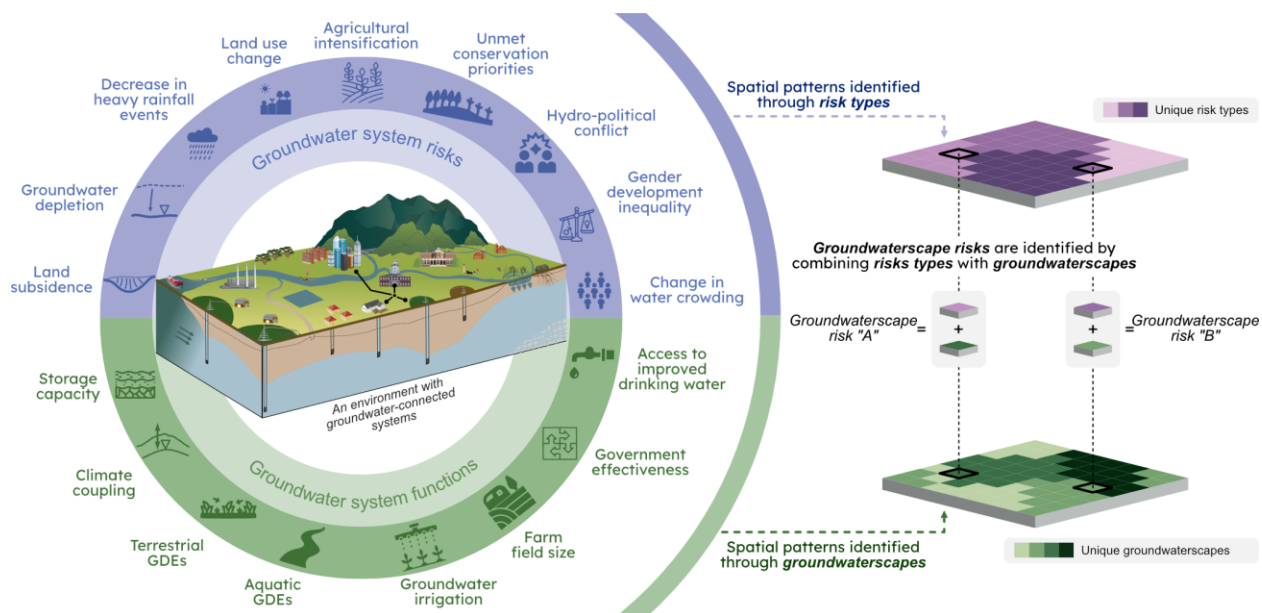 Agricultural
intensification
Land use
change
Unmet
conservation
priorities
Decrease in
heavy rainfall
events
Hydro-political
conflict
Groundwater system risks
Groundwater
depletion
Gender
development
inequality
Land
subsidence
Change in
water crowding
Storage
capacity
Access to
improved
drinking water
An environment with
groundwater-connected
systems
Climate
coupling
Government
effectiveness
Groundwater system functions
Terrestrial
GDEs
Aquatic
GDEs
Groundwater
irrigation
Farm
field size
Spatial patterns identified
through risk types
Unique risk types
Groundwaterscape risks are identified by
combining risks types with groundwaterscapes
Groundwaterscape
risk "A"
=
+
+
=Groundwaterscape
risk "B"
Spatial patterns identified
through groundwaterscapes
Unique groundwaterscapes